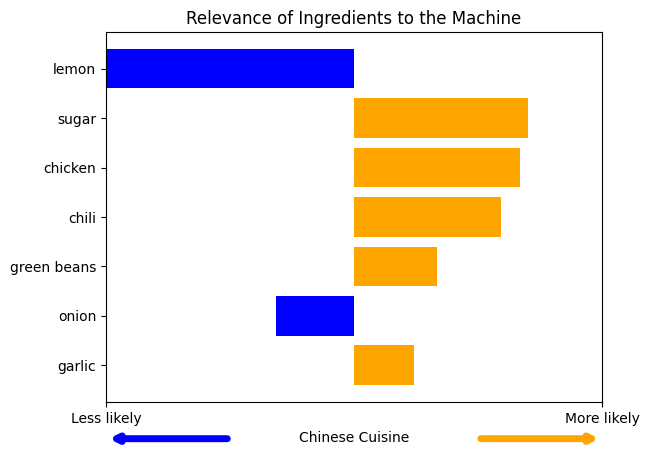 Relevance of Ingredients to the Machine
lemon
sugar
chicken
chili
green beans
onion
garlic
Less likely
More likely
Chinese Cuisine